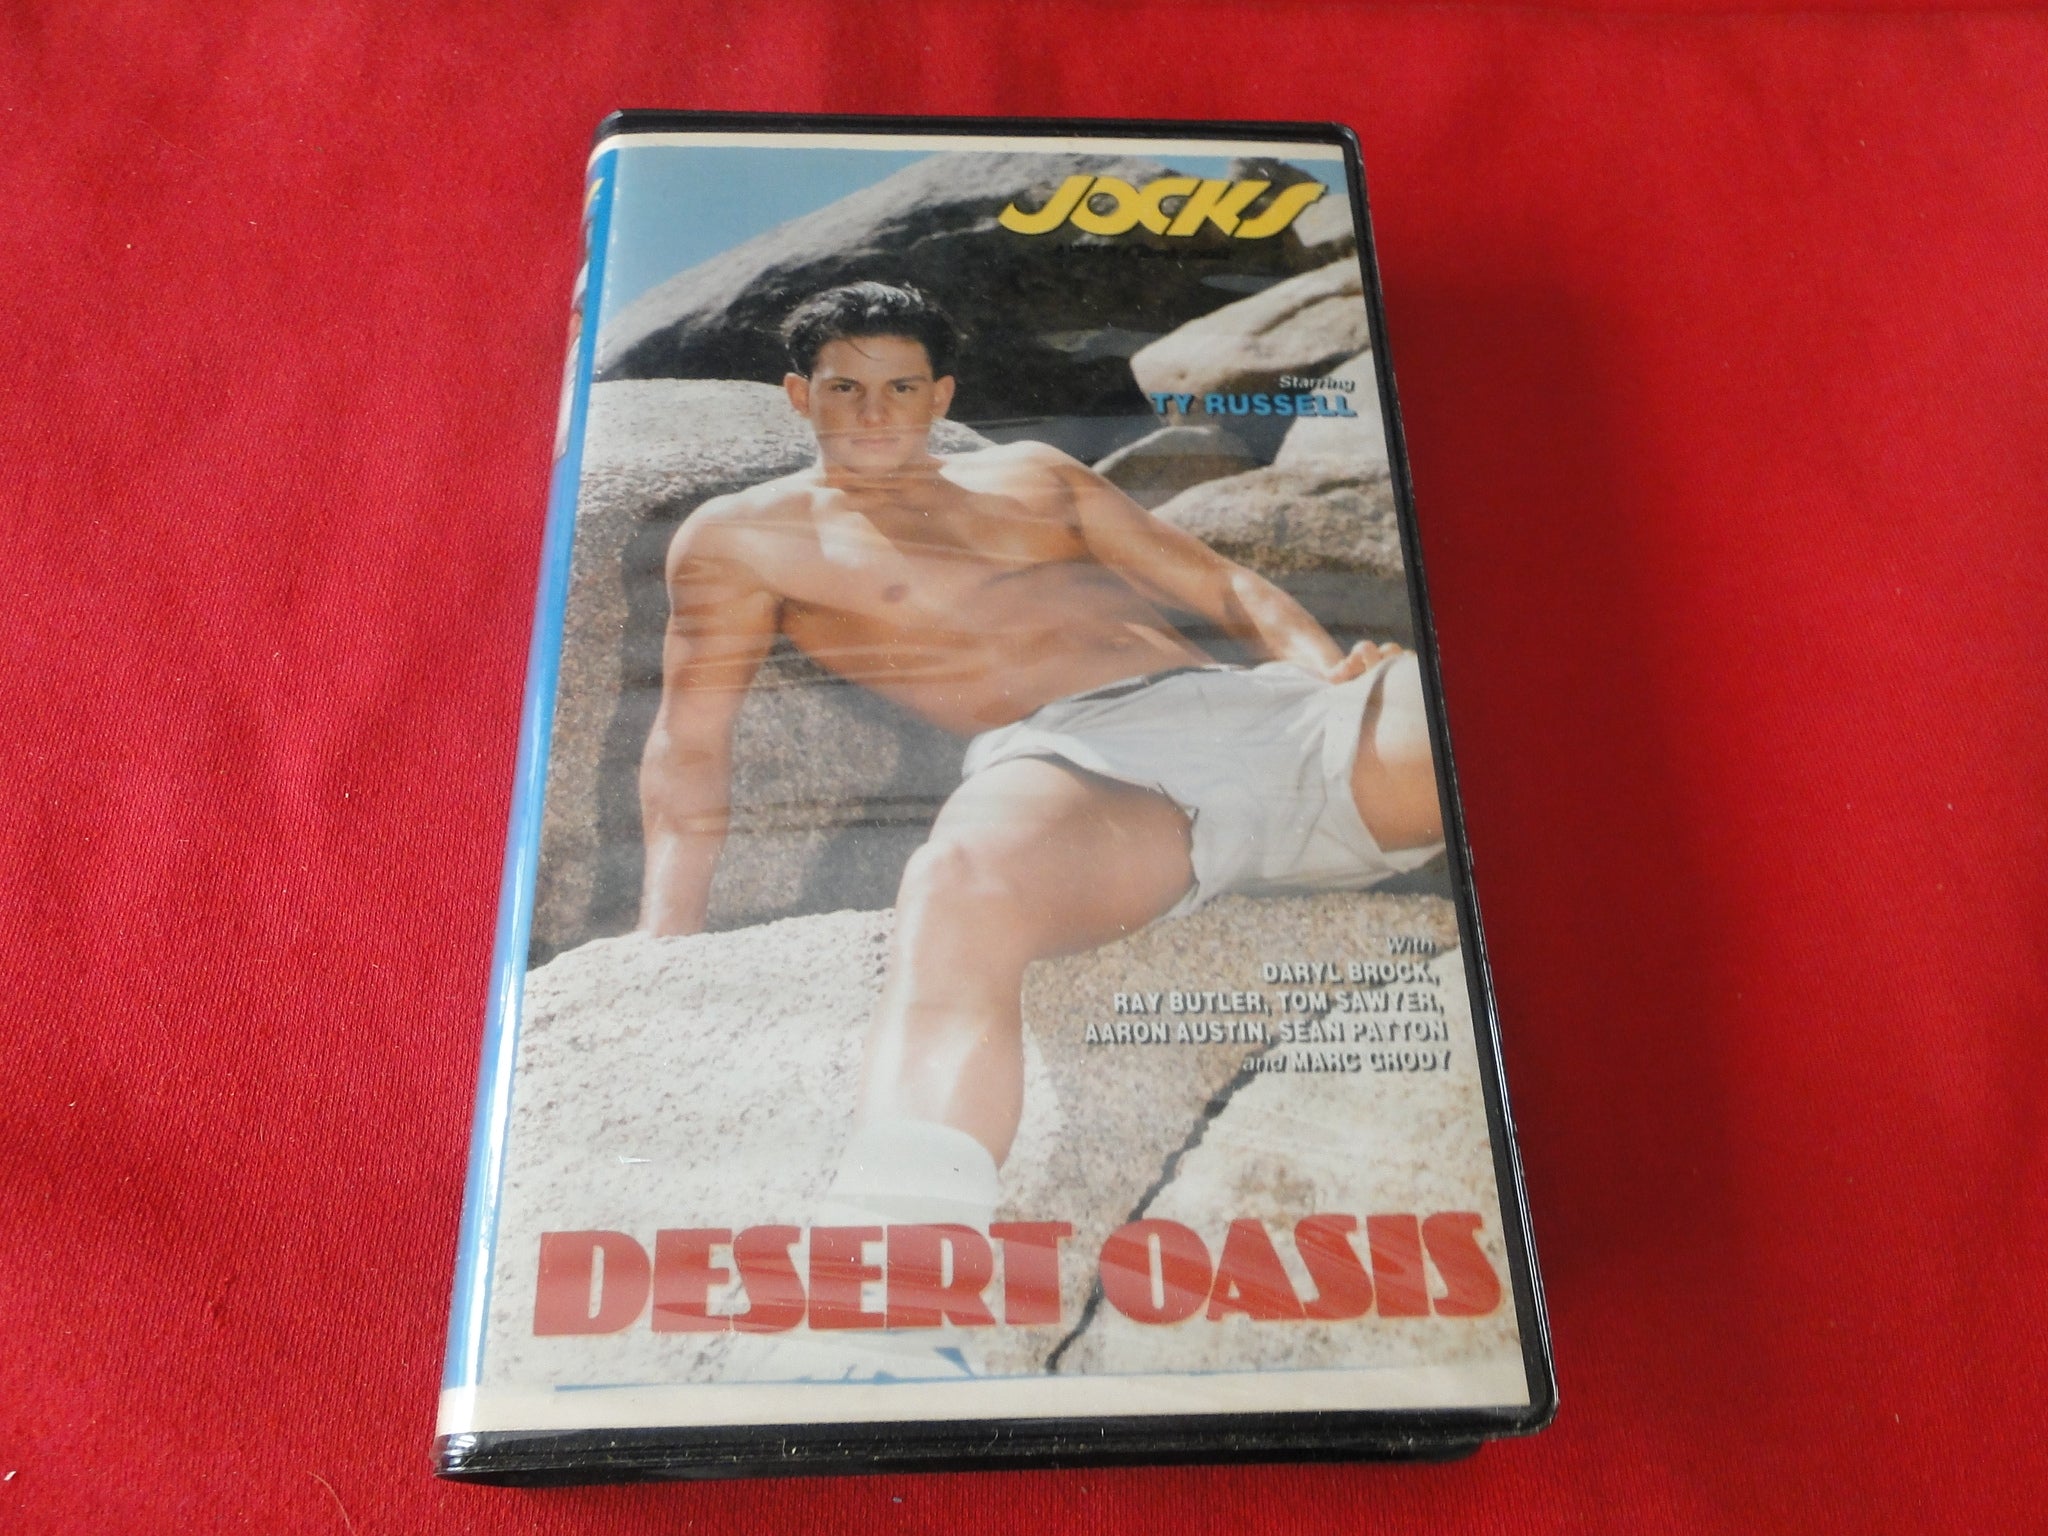 JOCKS
Starring
TY RUSSELL
With
DARYL BROCK,
RAY BUTLER, TOM SAWYER,
AARON AUSTIN, SEAN PATTON
and MARC GRODY
DESERT OASIS